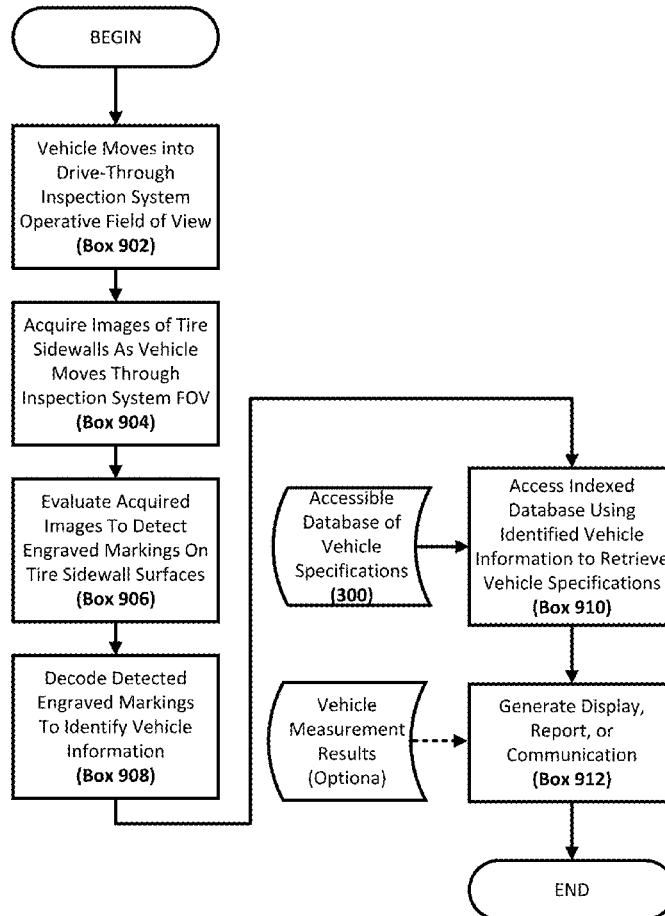 BEGIN
Vehicle Moves into
Drive-Through
Inspection System
Operative Field of View
(Box 902)
Acquire Images of Tire
Sidewalls As Vehicle
Moves Through
Inspection System FOV
(Box 904)
Evaluate Acquired
Images To Detect
Engraved Markings On
Tire Sidewall Surfaces
(Box 906)
Decode Detected
Engraved Markings
To Identify Vehicle
Information
(Box 908)
Accessible
Database of
Vehicle
Specifications
(300)
Access Indexed
Database Using
Identified Vehicle
Information to Retrieve
Vehicle Specifications
(Box 910)
Vehicle
Measurement
Results
(Optiona)
Generate Display,
Report, or
Communication
(Box 912)
END